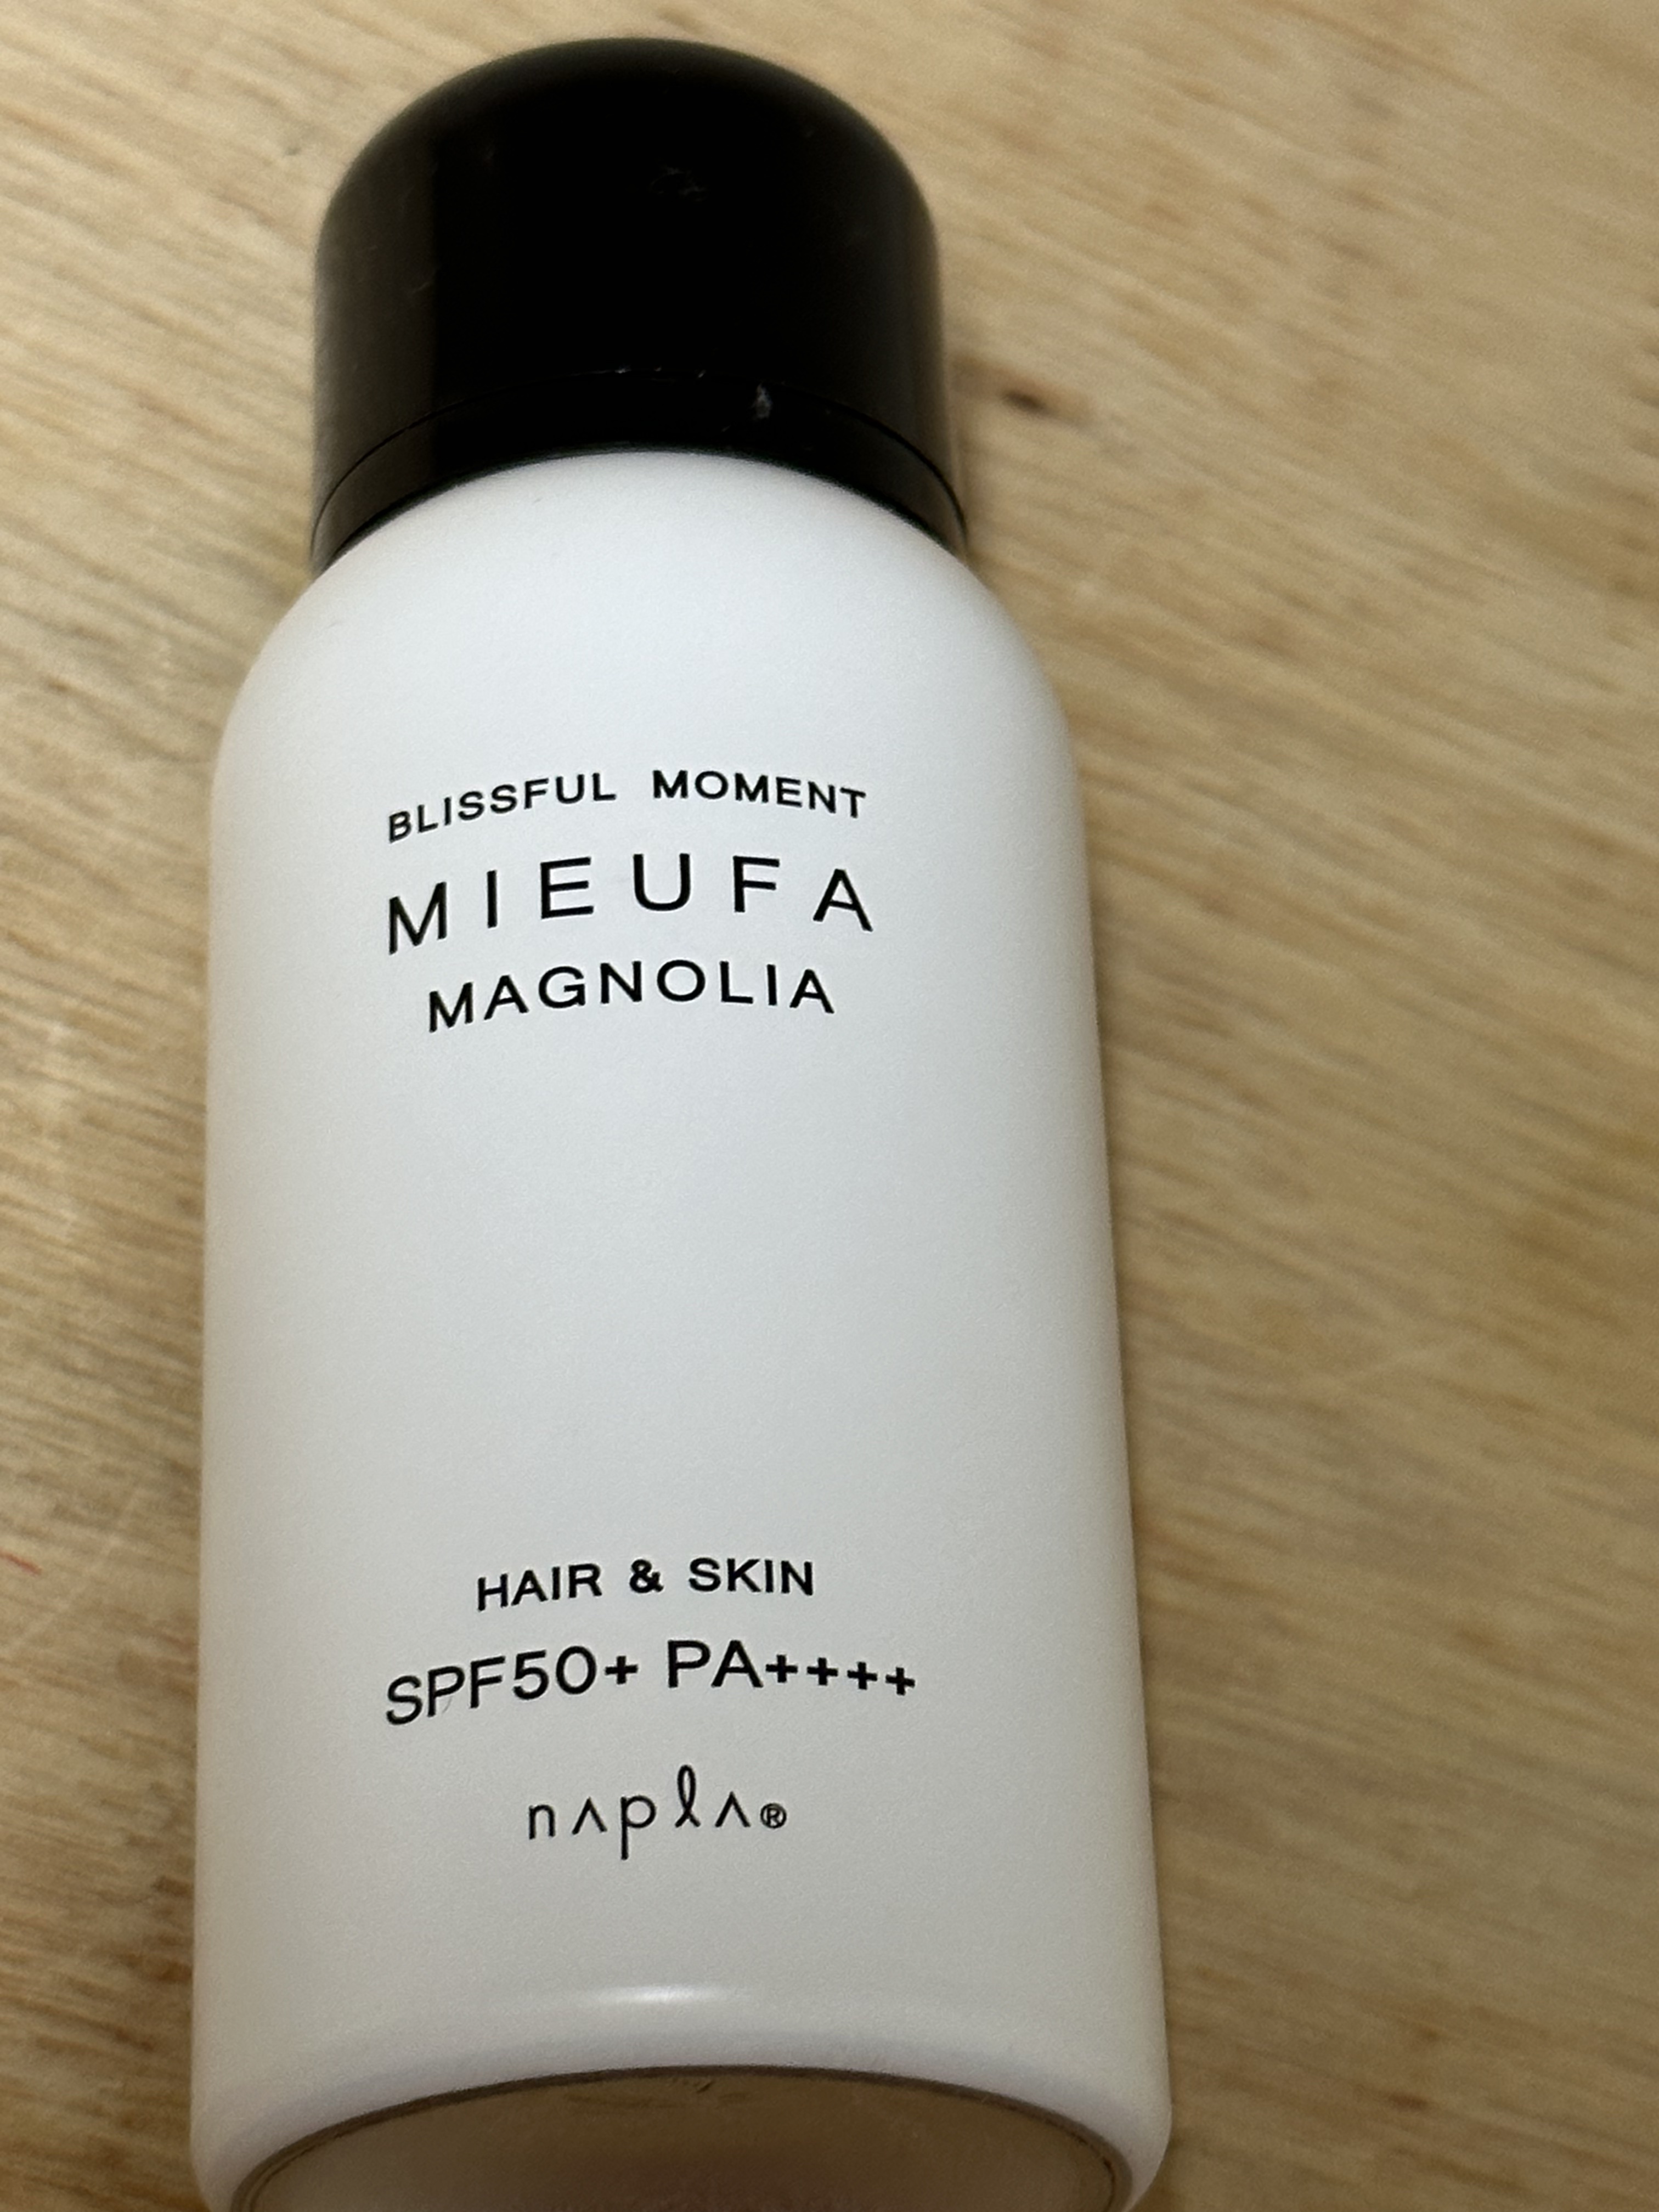 BLISSFUL MOMENT
MIEUFA
MAGNOLIA
HAIR & SKIN
SPF50+ PA++++
napla®